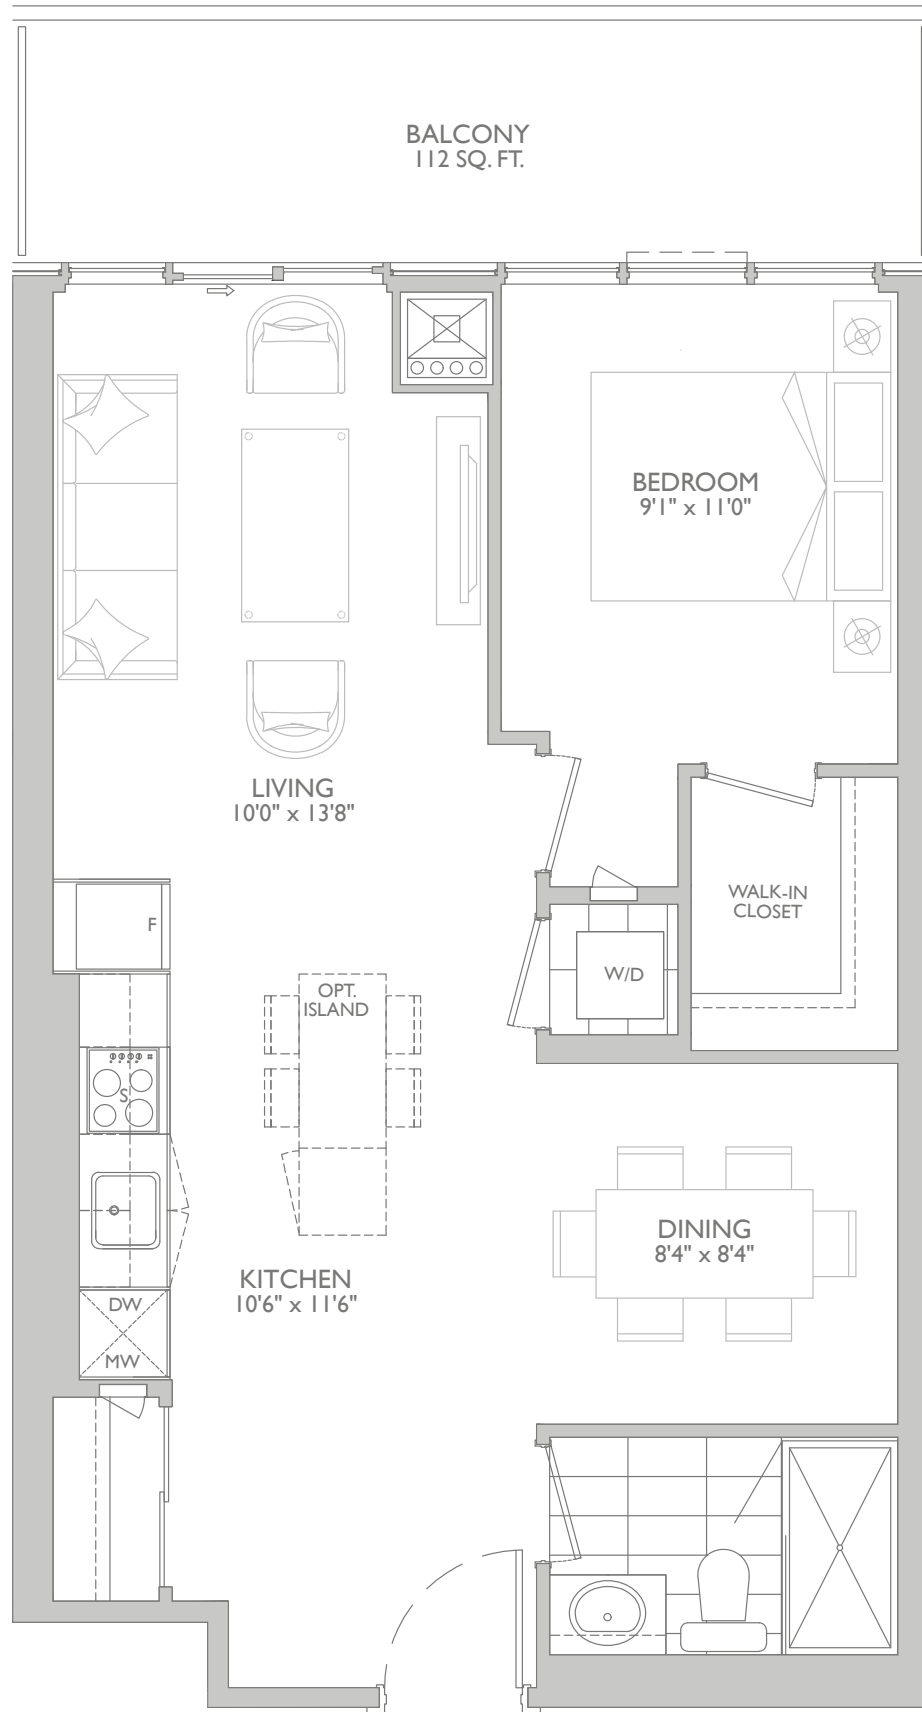 BALCONY
112 SQ. FT.
BEDROOM
9'1" x 11'0"
LIVING
10'0" x 13'8"
WALK-IN
CLOSET
F
W/D
OPT.
ISLAND
S
DINING
8'4" x 8'4"
KITCHEN
10'6" x 11'6"
DW
MW